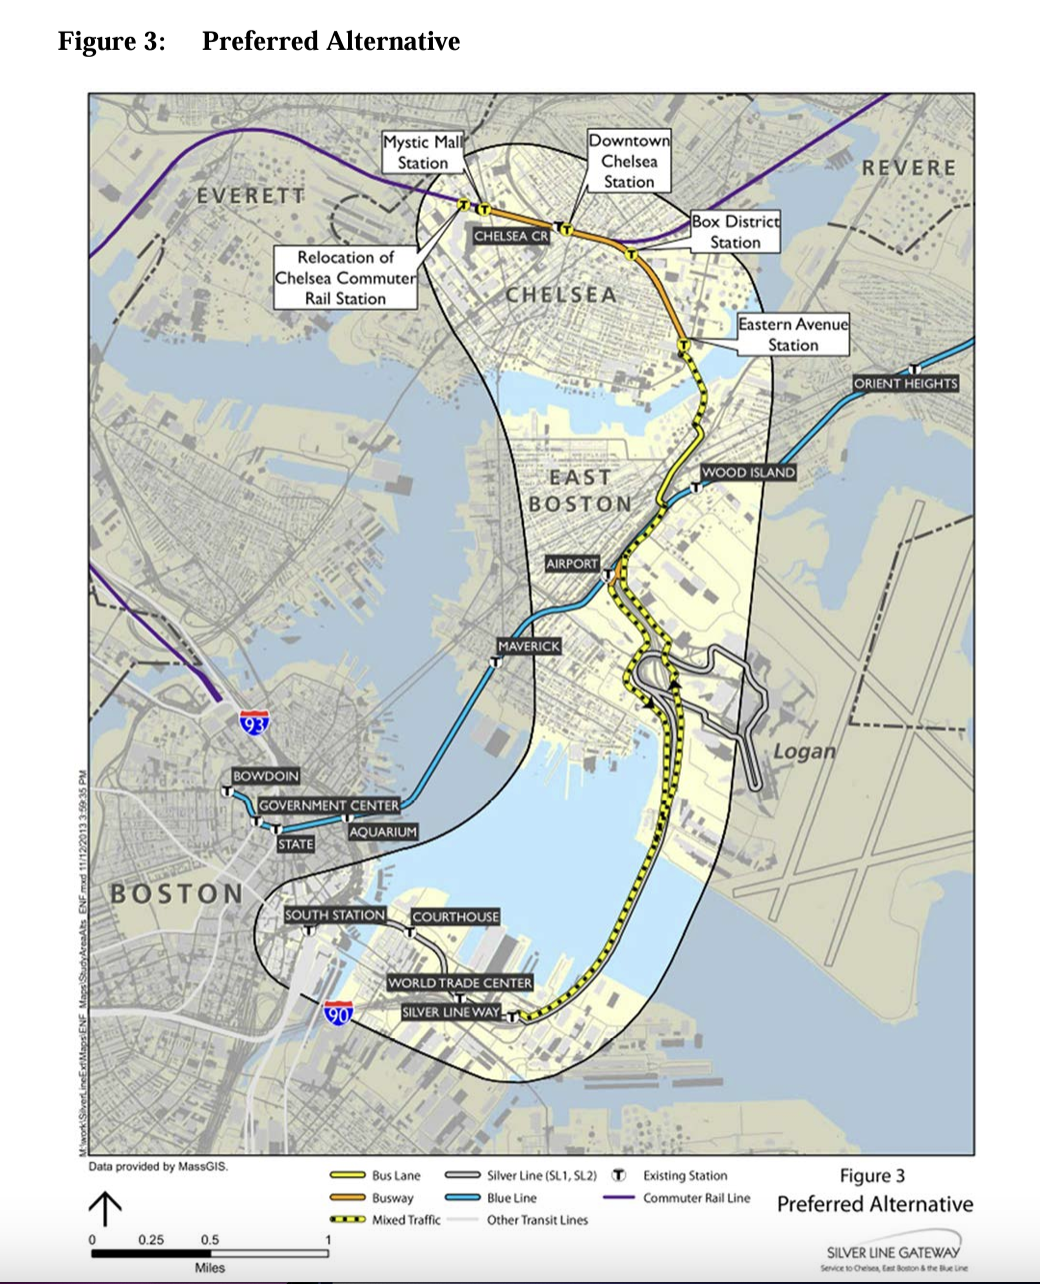 Figure 3: Preferred Alternative
Mystic Mall
Station
Downtown
Chelsea
Station
REVERE
EVERETT
Box District
Station
CHELSEA CR
Relocation of
Chelsea Commuter
Rail Station
CHELSEA
Eastern Avenue
Station
ORIENT HEIGHTS
EAST
BOSTON
WOOD ISLAND
AIRPORT
MAVERICK
93
Logan
BOWDOIN
GOVERNMENT CENTER
AQUARIUM
STATE
BOSTON
SOUTH STATION
COURTHOUSE
WORLD TRADE CENTER
SILVER LINE WAY
90
M:\work\SilverLineExt\Maps\ENF_Maps\StudyAreaAlts_ENF.mxd 11/12/2013 3:59:35 PM
Data provided by MassGIS.
Bus Lane
Busway
Mixed Traffic
Silver Line (SL1, SL2)
Blue Line
Other Transit Lines
T Existing Station
Commuter Rail Line
Figure 3
Preferred Alternative
0 0.25 0.5 1
Miles
SILVER LINE GATEWAY
Service to Chelsea, East Boston & the Blue Line